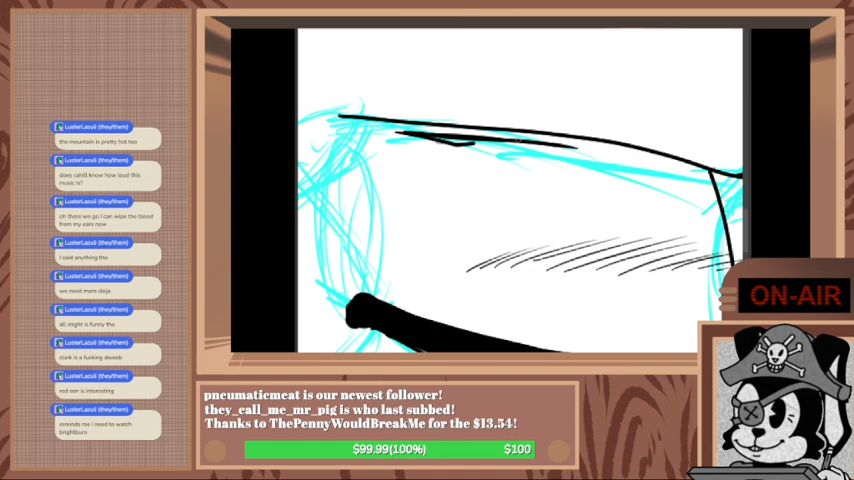 LusterLazuli (they/them)
the mountain is pretty hot too
LusterLazuli (they/them)
does cahill know how loud this
music is?
LusterLazuli (they/them)
oh there we go I can wipe the blood
from my ears now
LusterLazuli (they/them)
I said anything tho
LusterLazuli (they/them)
we need more
LusterLazuli (they/them)
all might is funny tho
LusterLazuli (they/them)
clark is a fucking dweeb
LusterLazuli (they/them)
red son is interesting
LusterLazuli (they/them)
reminds me I need to watch
brightburn
ON-AIR
pneumaticmeat is our newest follower!
they_call_me_mr_pig is who last subbed!
Thanks to ThePennyWouldBreakMe for the $13.54!
$99.99(100%) $100